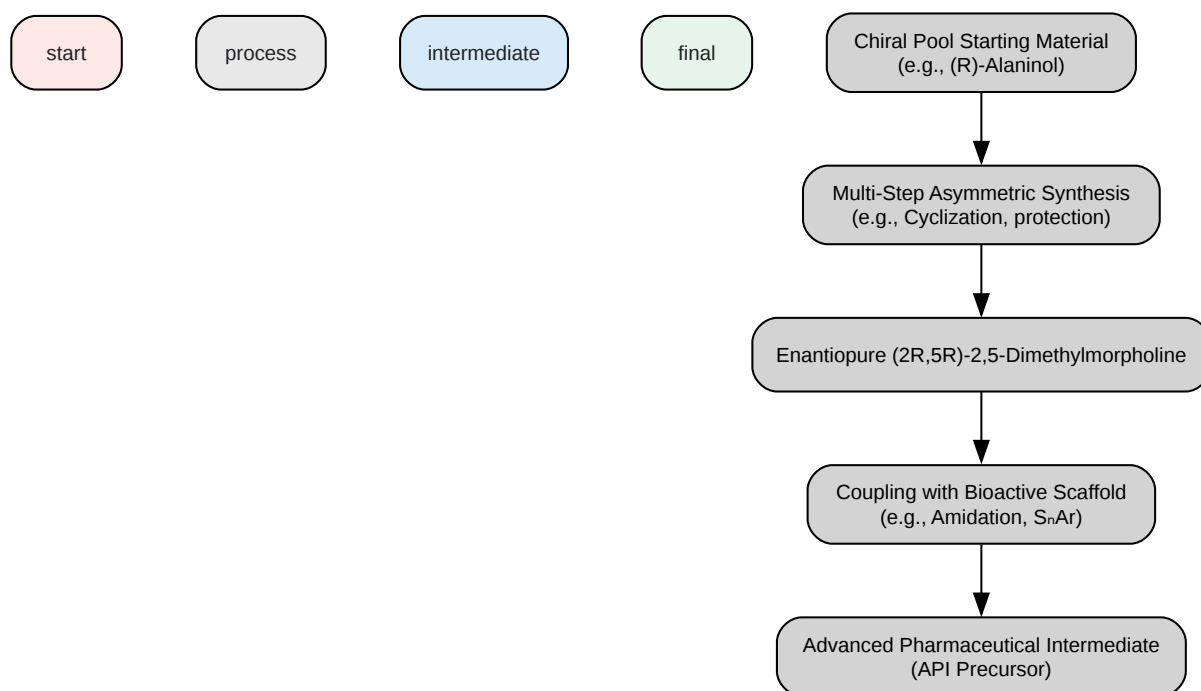 start
process
intermediate
final
Chiral Pool Starting Material
(e.g., (R)-Alaninol)
Multi-Step Asymmetric Synthesis
(e.g., Cyclization, protection)
Enantiopure (2R,5R)-2,5-Dimethylmorpholine
Coupling with Bioactive Scaffold
(e.g., Amidation, SₙAr)
Advanced Pharmaceutical Intermediate
(API Precursor)